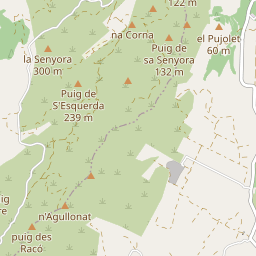 122 m
na Corna
el Pujolet
60 m
Puig de
sa Senyora
132 m
la Senyora
300 m
Puig de
S'Esquerda
239 m
n'Agullonat
puig des
Racó